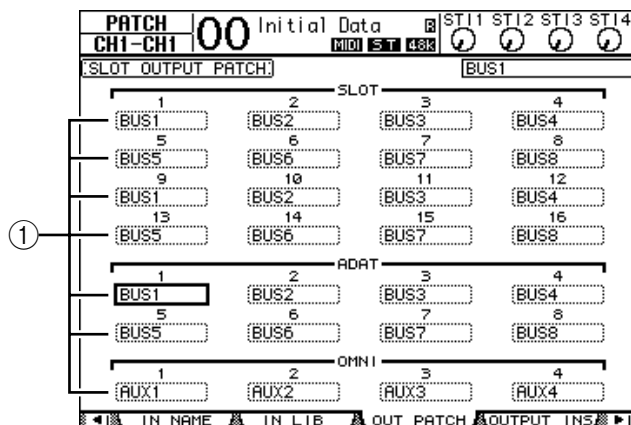 PATCH
CH1-CH1
00 Initial Data R
MIDI ST 48k
STI1 STI2 STI3 STI4
SLOT OUTPUT PATCH BUS1
SLOT
1 2 3 4
BUS1 BUS2 BUS3 BUS4
5 6 7 8
BUS5 BUS6 BUS7 BUS8
9 10 11 12
BUS1 BUS2 BUS3 BUS4
13 14 15 16
1 BUS5 BUS6 BUS7 BUS8
ADAT
1 2 3 4
BUS1 BUS2 BUS3 BUS4
5 6 7 8
BUS5 BUS6 BUS7 BUS8
OMNI
1 2 3 4
AUX1 AUX2 AUX3 AUX4
IN NAME IN LIB OUT PATCH OUTPUT INS